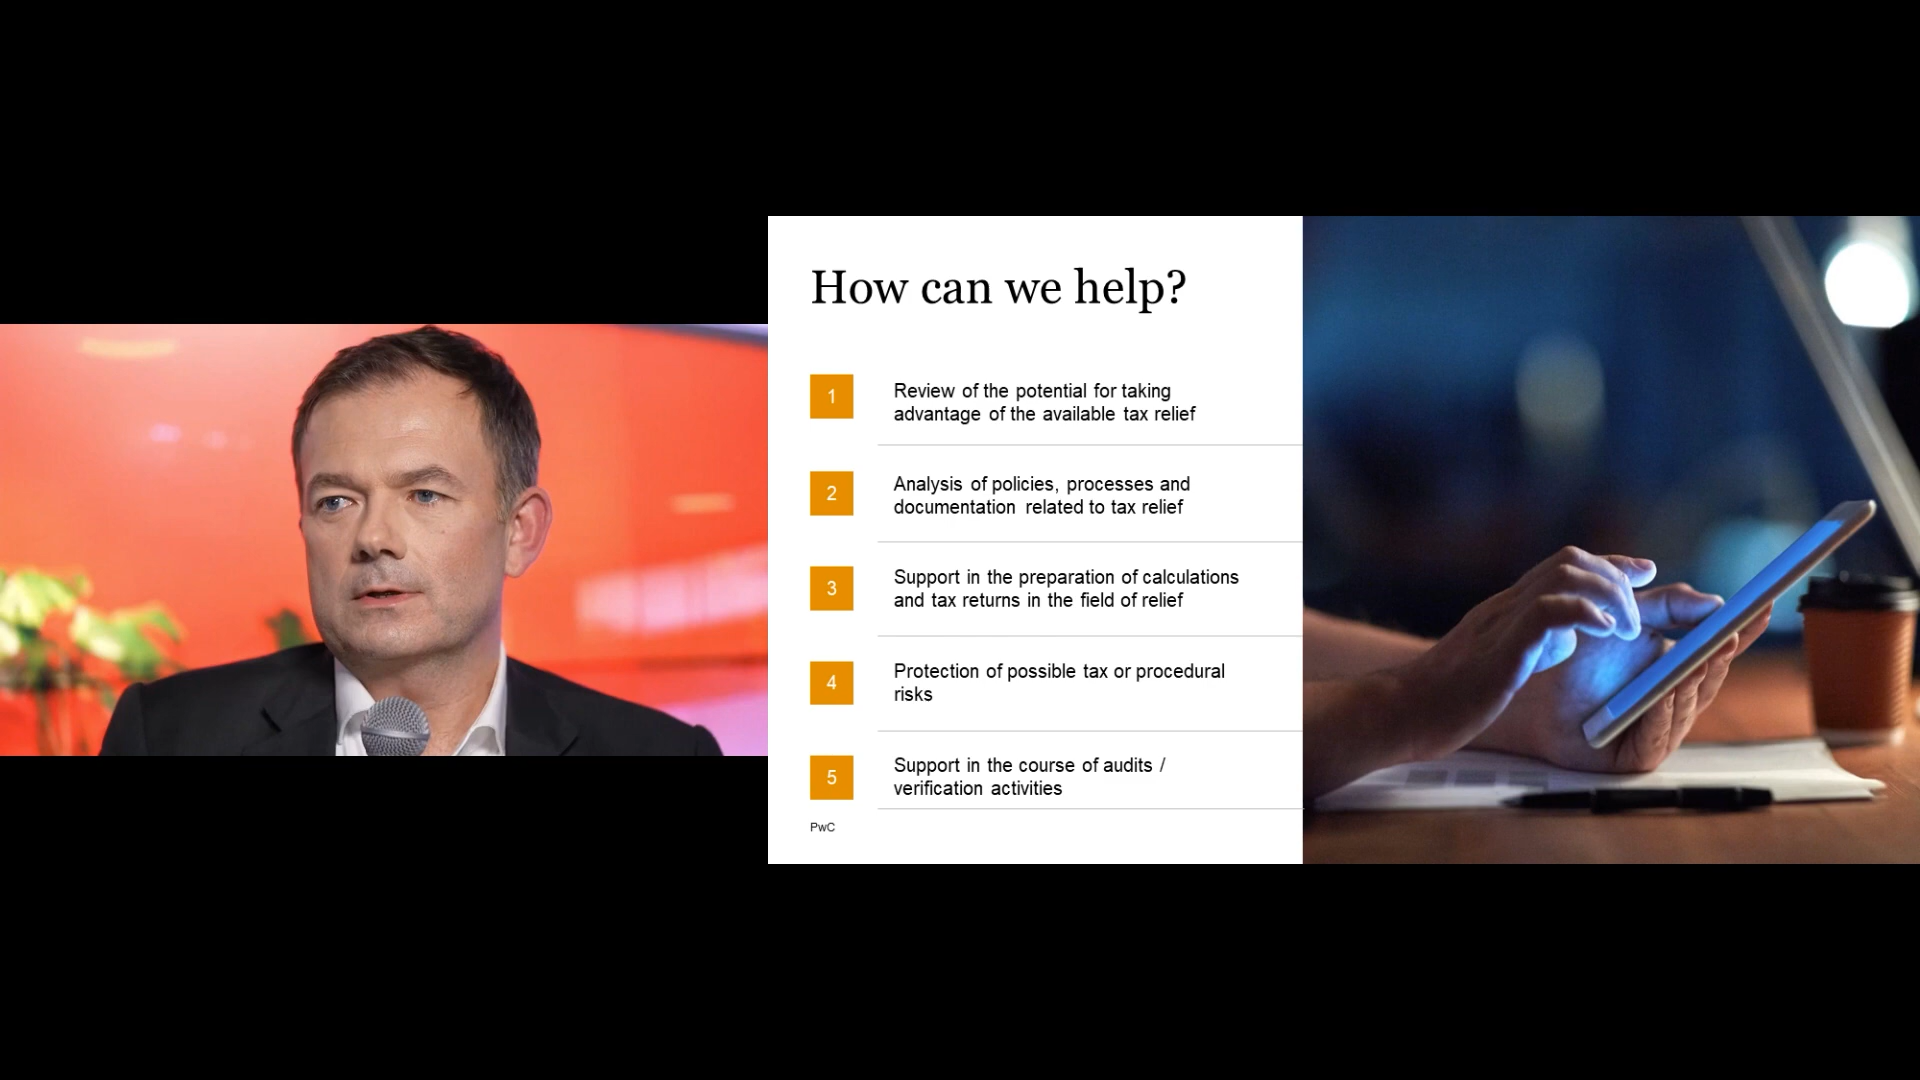 How can we help?
1
Review of the potential for taking
advantage of the available tax relief
2
Analysis of policies, processes and
documentation related to tax relief
3
Support in the preparation of calculations
and tax returns in the field of relief
4
Protection of possible tax or procedural
risks
5
Support in the course of audits /
verification activities
PwC